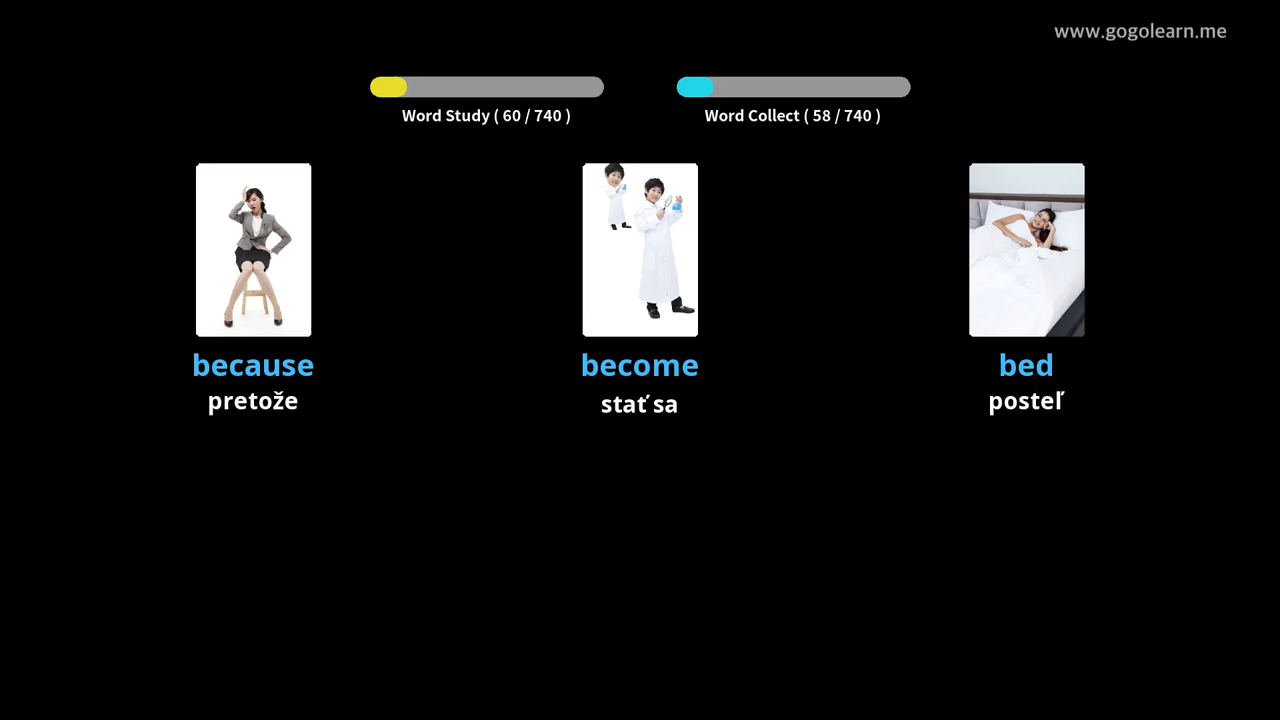 www.gogolearn.me
Word Study ( 60 / 740 )
Word Collect ( 58 / 740 )
because
pretože
become
stať sa
bed
posteľ